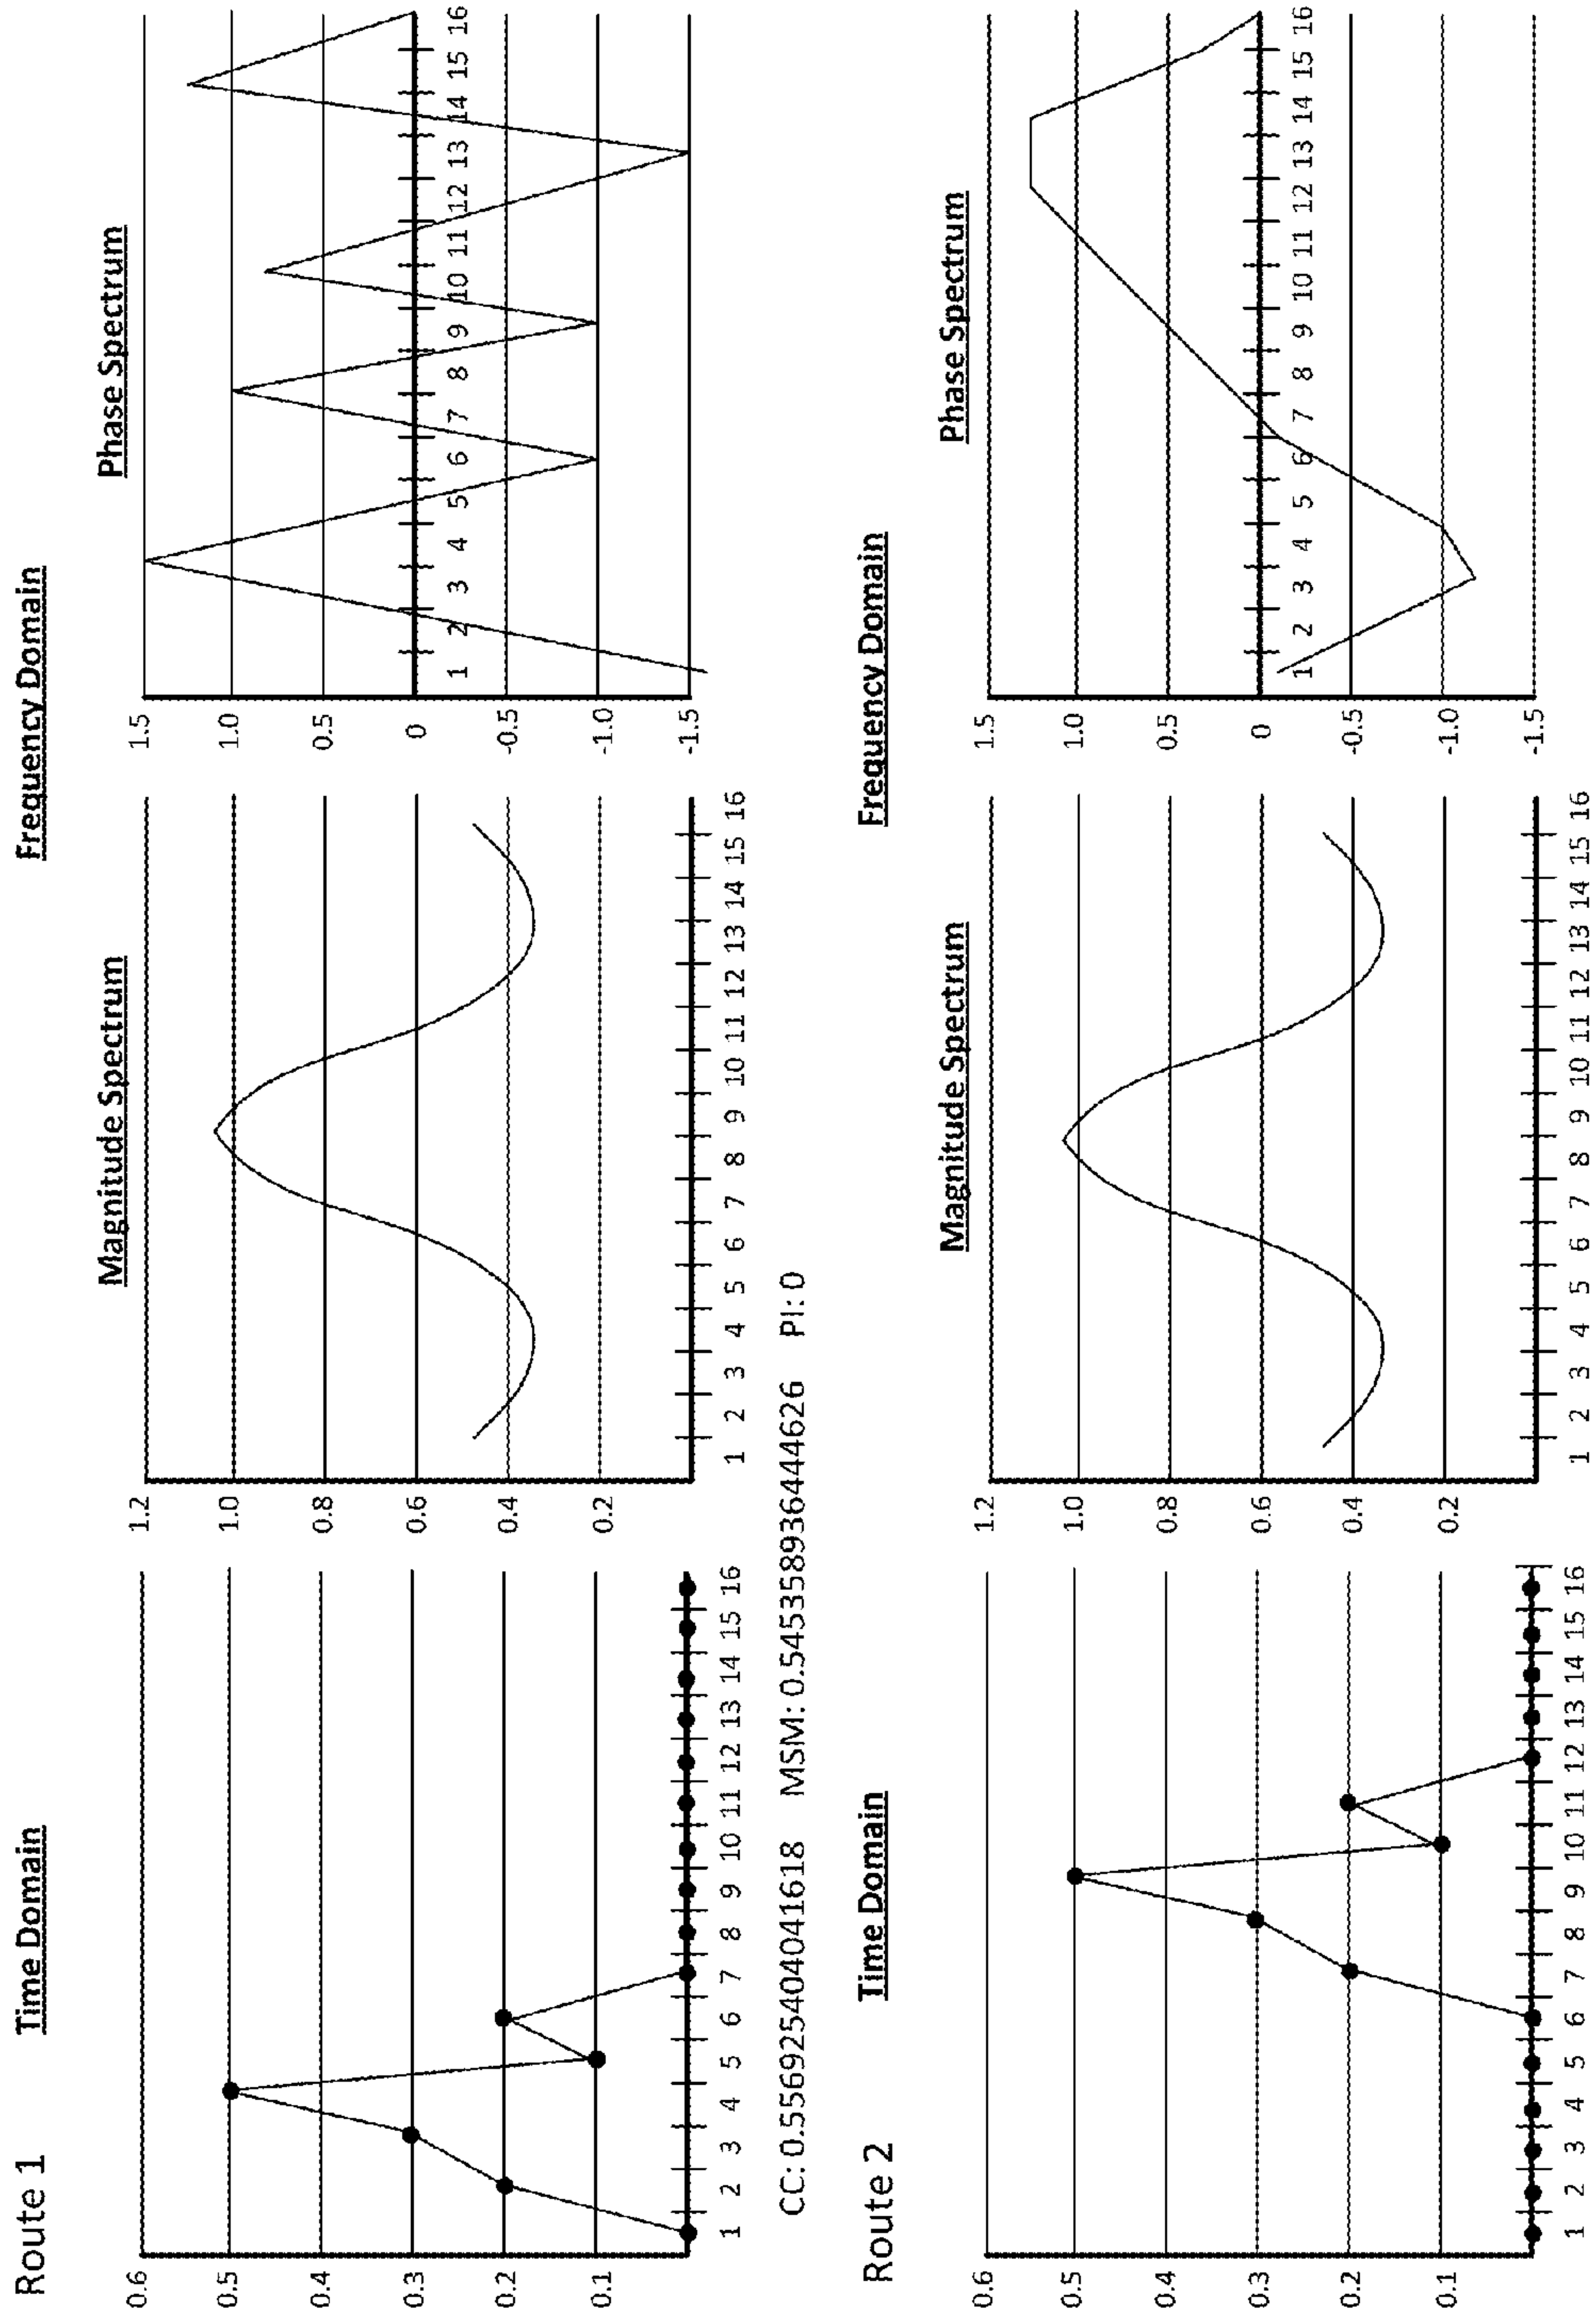 Route 1
Time Domain
Frequency Domain
0.6
0.5
0.4
0.3
0.2
0.1
1 2 3 4 5 6 7 8 9 10 11 12 13 14 15 16
Magnitude Spectrum
1.2
1.0
0.8
0.6
0.4
0.2
1 2 3 4 5 6 7 8 9 10 11 12 13 14 15 16
Phase Spectrum
1.5
1.0
0.5
0
-0.5
-1.0
-1.5
1 2 3 4 5 6 7 8 9 10 11 12 13 14 15 16
CC: 0.556925404041618 MSM: 0.545358936444626 PI: 0
Route 2
Time Domain
Frequency Domain
0.6
0.5
0.4
0.3
0.2
0.1
1 2 3 4 5 6 7 8 9 10 11 12 13 14 15 16
Magnitude Spectrum
1.2
1.0
0.8
0.6
0.4
0.2
1 2 3 4 5 6 7 8 9 10 11 12 13 14 15 16
Phase Spectrum
1.5
1.0
0.5
0
-0.5
-1.0
-1.5
1 2 3 4 5 6 7 8 9 10 11 12 13 14 15 16